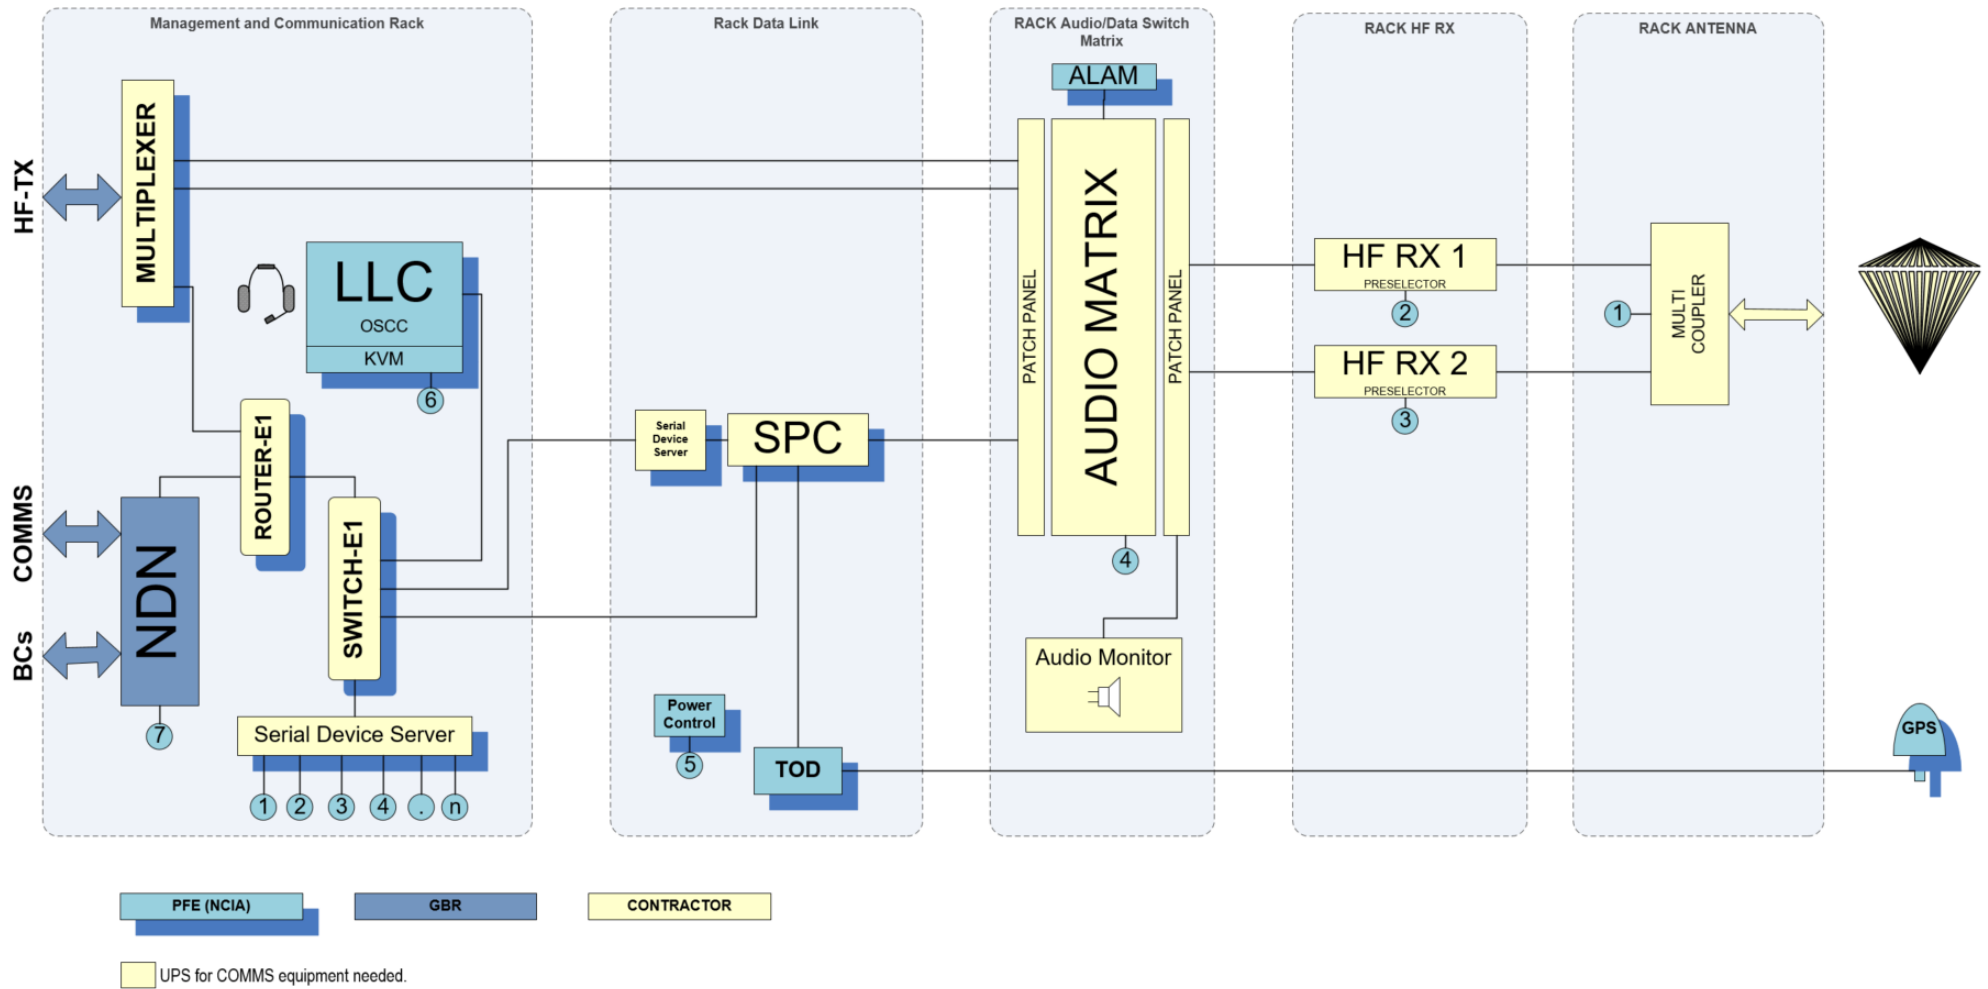 Management and Communication Rack
Rack Data Link
RACK Audio/Data Switch
Matrix
RACK HF RX
RACK ANTENNA
HF-TX
COMMS
BCs
MULTIPLEXER
LLC
OSCC
KVM
6
ROUTER-E1
NDN
7
SWITCH-E1
Serial Device Server
1
2
3
4
.
n
Serial
Device
Server
SPC
Power
Control
5
TOD
ALAM
PATCH PANEL
AUDIO MATRIX
PATCH PANEL
4
Audio Monitor
HF RX 1
PRESELECTOR
2
HF RX 2
PRESELECTOR
3
1
MULTI
COUPLER
GPS
PFE (NCIA)
GBR
CONTRACTOR
UPS for COMMS equipment needed.